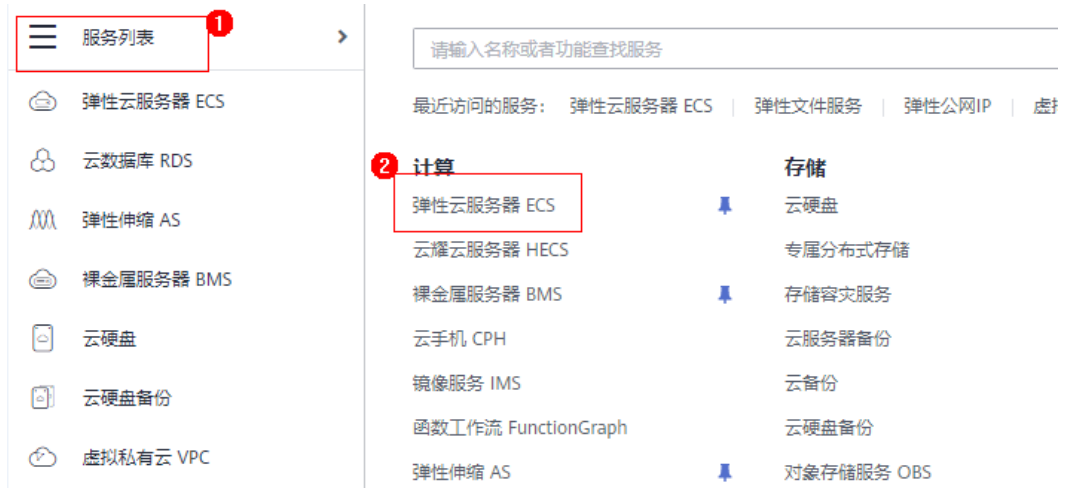 服务列表
1
弹性云服务器 ECS
云数据库 RDS
弹性伸缩 AS
裸金属服务器 BMS
云硬盘
云硬盘备份
虚拟私有云 VPC
请输入名称或者功能查找服务
最近访问的服务： 弹性云服务器 ECS 弹性文件服务 弹性公网IP
2
计算
弹性云服务器 ECS
云耀云服务器 HECS
裸金属服务器 BMS
云手机 CPH
镜像服务 IMS
函数工作流 FunctionGraph
弹性伸缩 AS
存储
云硬盘
专属分布式存储
存储容灾服务
云服务器备份
云备份
云硬盘备份
对象存储服务 OBS